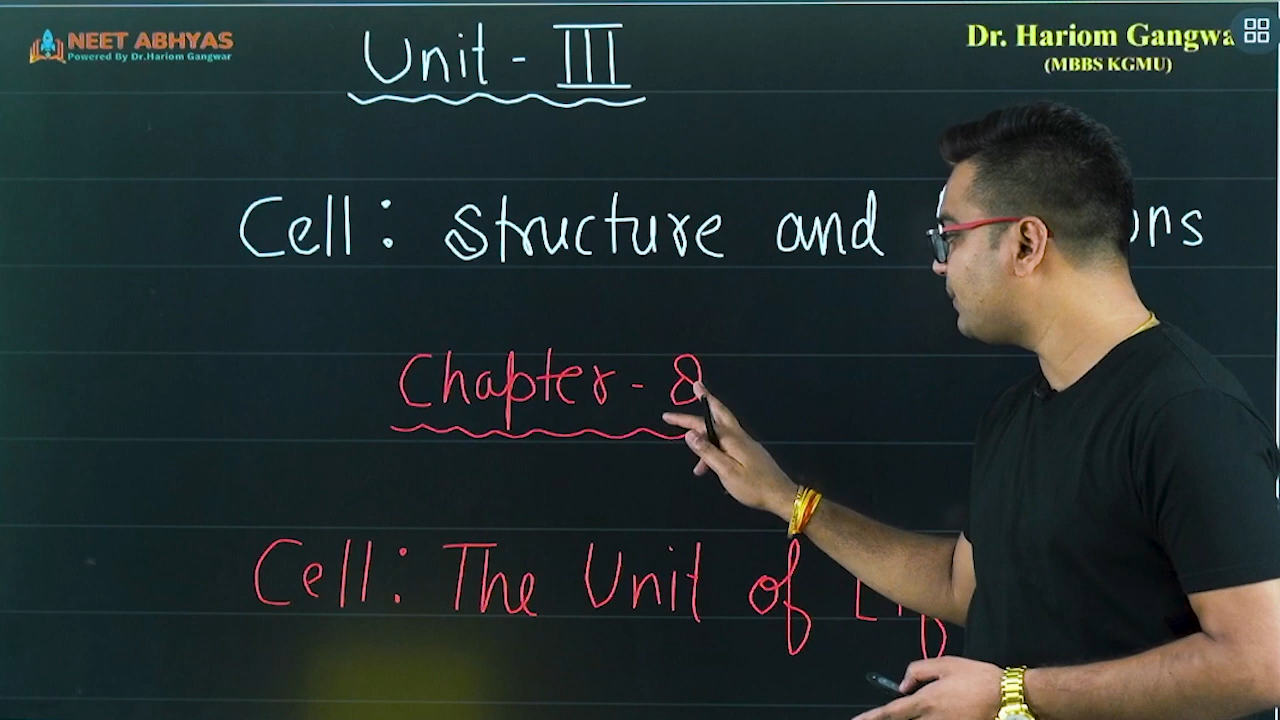 NEET ABHYAS
Powered By Dr.Hariom Gangwar
Dr. Hariom Gangwa
(MBBS KGMU)
Unit - III
Cell: Structure and ons
Chapter - 8
Cell: The Unit of Lif